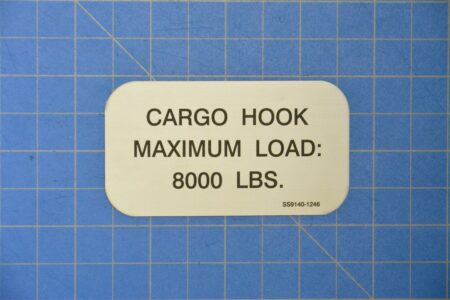 CARGO HOOK
MAXIMUM LOAD:
8000 LBS.
SS9140-1246